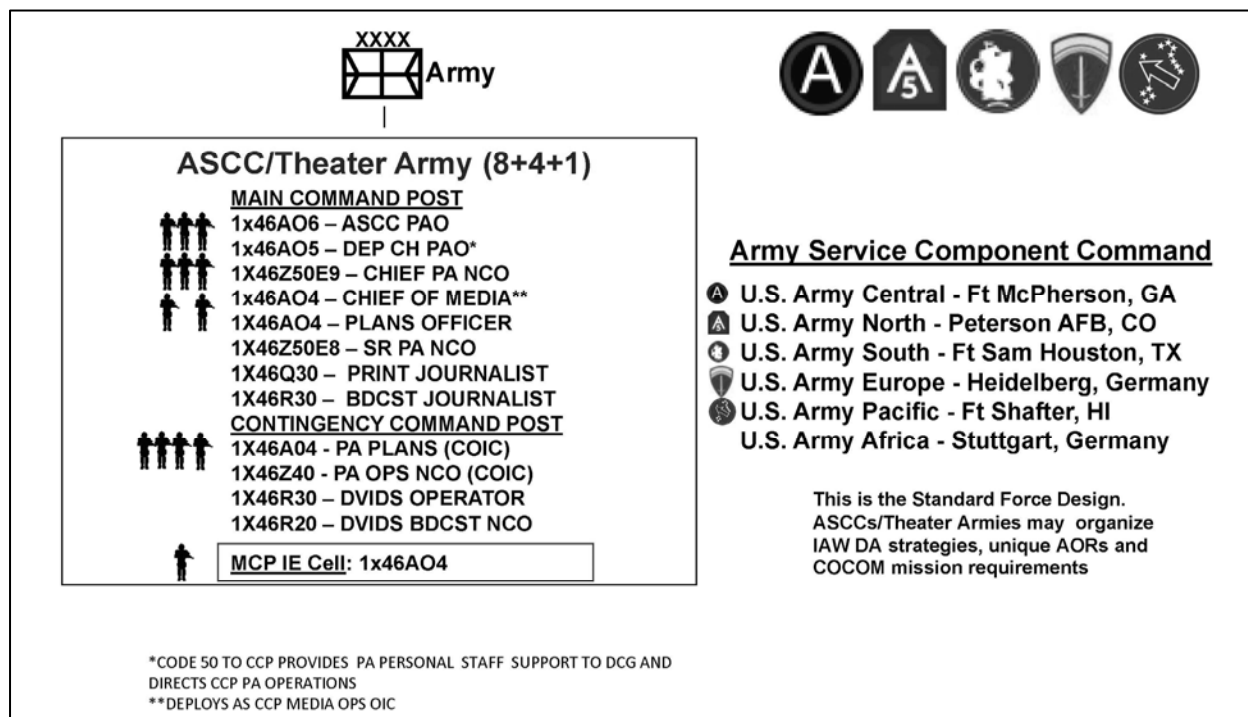 XXXX
Army
A
A
5
ASCC/Theater Army (8+4+1)
MAIN COMMAND POST
1x46AO6 – ASCC PAO
1x46AO5 – DEP CH PAO*
1X46Z50E9 – CHIEF PA NCO
1x46AO4 – CHIEF OF MEDIA**
1X46AO4 – PLANS OFFICER
1X46Z50E8 – SR PA NCO
1X46Q30 – PRINT JOURNALIST
1X46R30 – BDCST JOURNALIST
CONTINGENCY COMMAND POST
1X46A04 - PA PLANS (COIC)
1X46Z40 - PA OPS NCO (COIC)
1X46R30 – DVIDS OPERATOR
1X46R20 – DVIDS BDCST NCO
MCP IE Cell: 1x46AO4
Army Service Component Command
A U.S. Army Central - Ft McPherson, GA
A 5 U.S. Army North - Peterson AFB, CO
U.S. Army South - Ft Sam Houston, TX
U.S. Army Europe - Heidelberg, Germany
U.S. Army Pacific - Ft Shafter, HI
U.S. Army Africa - Stuttgart, Germany
This is the Standard Force Design.
ASCCs/Theater Armies may organize
IAW DA strategies, unique AORs and
COCOM mission requirements
*CODE 50 TO CCP PROVIDES PA PERSONAL STAFF SUPPORT TO DCG AND
DIRECTS CCP PA OPERATIONS
**DEPLOYS AS CCP MEDIA OPS OIC